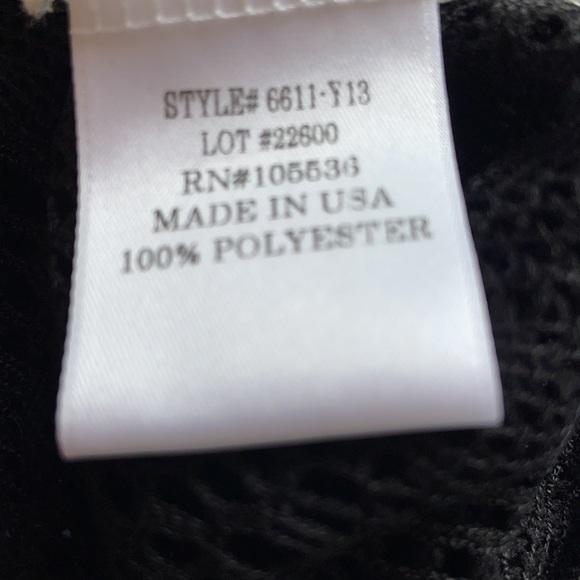 STYLE# 6611-Y13
LOT #22600
RN#105536
MADE IN USA
100% POLYESTER